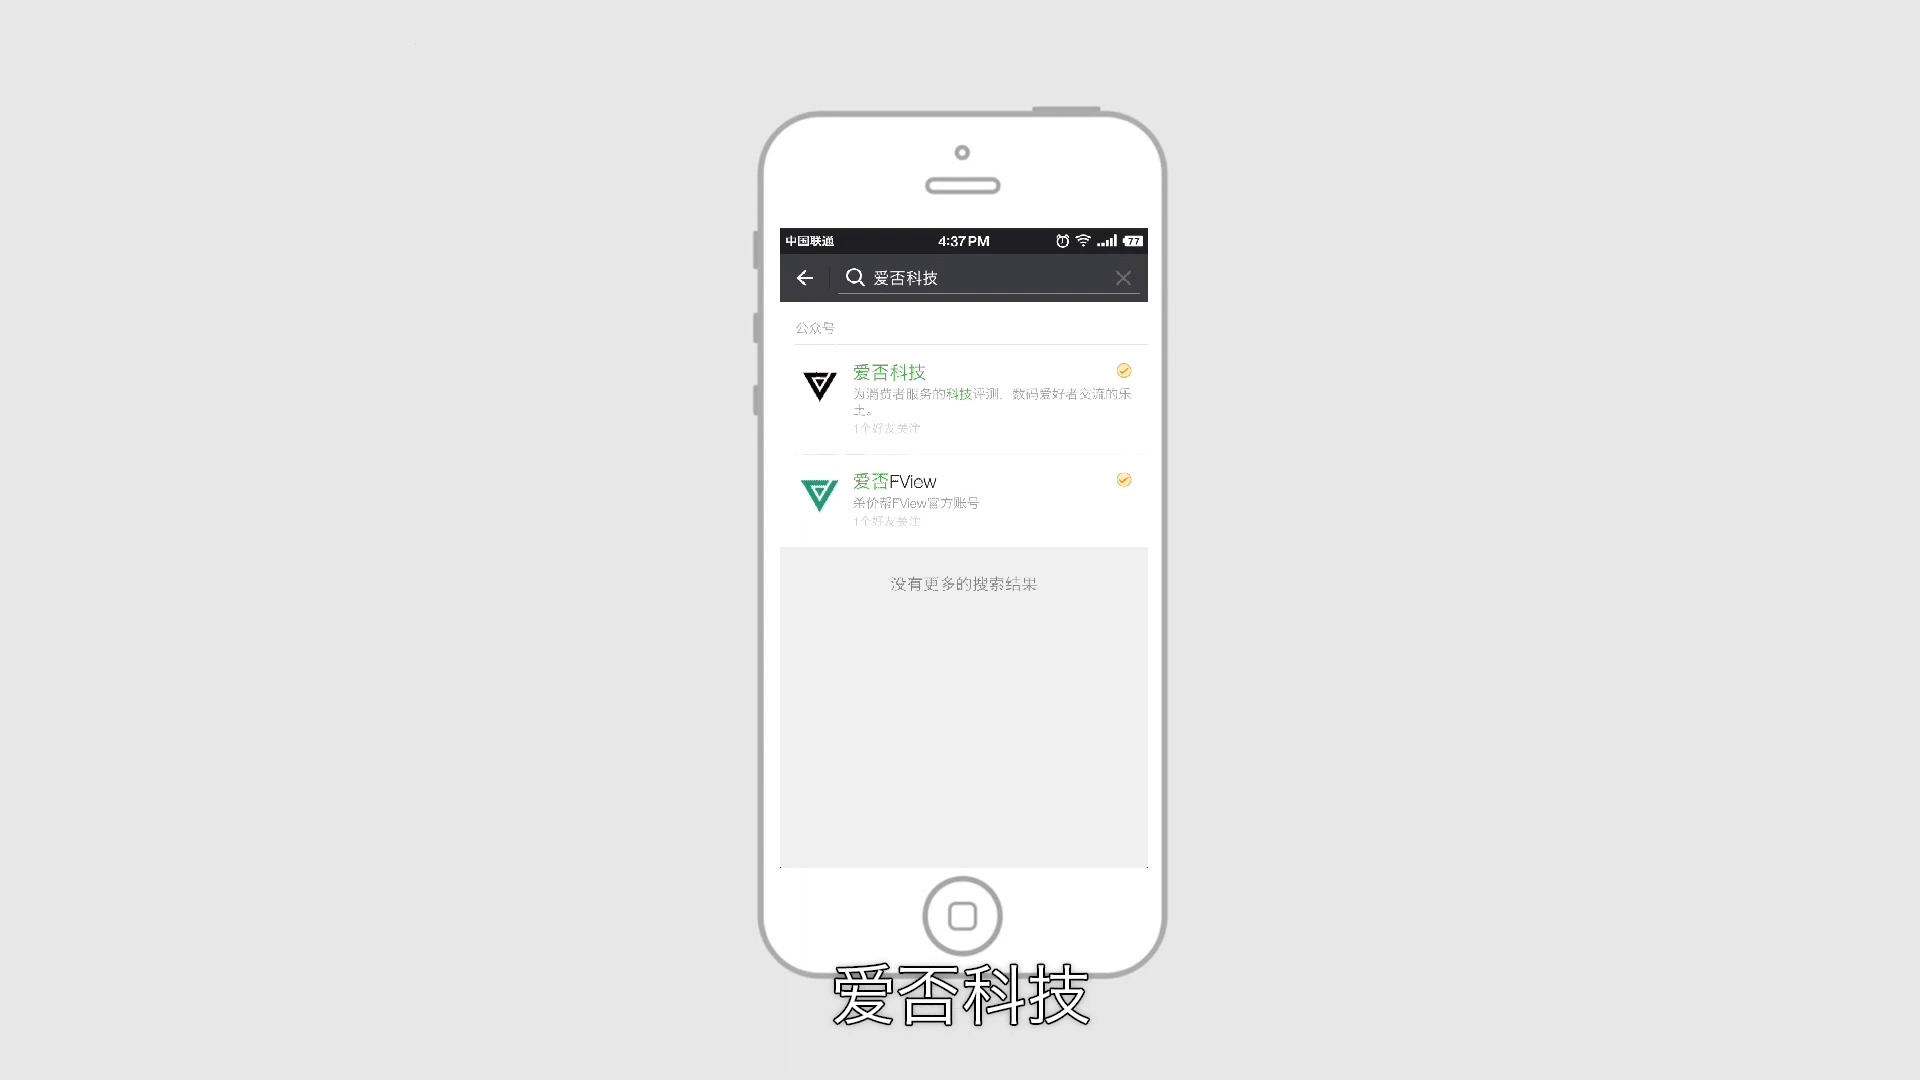 中国联通 4:37PM 77
爱否科技
公众号
爱否科技
为消费者服务的科技评测，数码爱好者交流的乐
土。
1个好友关注
爱否FView
杀价帮FView官方账号
1个好友关注
没有更多的搜索结果
爱否科技